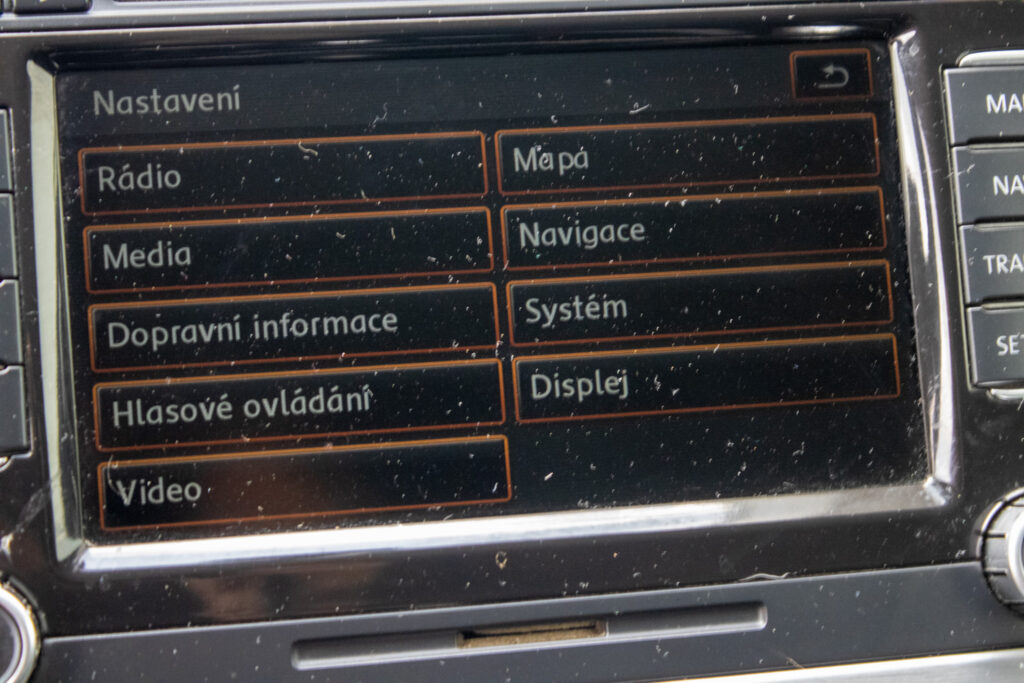 Nastavení
Rádio
Mapa
Media
Navigace
Dopravní informace
Systém
Hlasové ovládání
Displej
Video